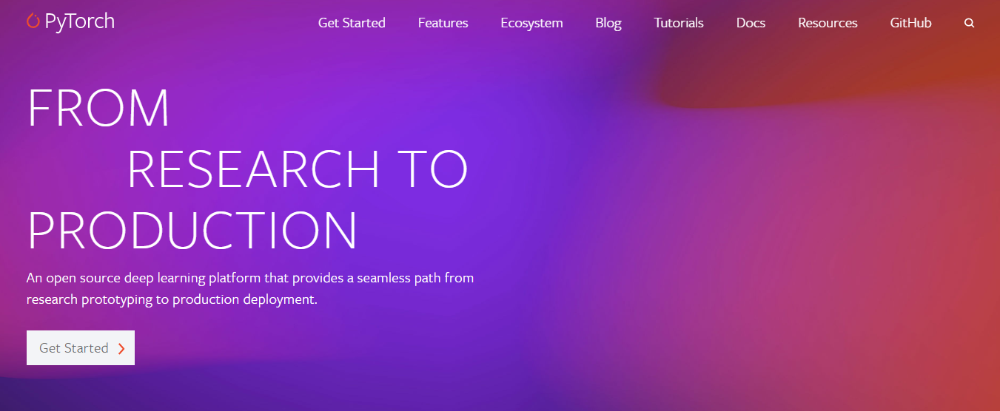 PyTorch Get Started Features Ecosystem Blog Tutorials Docs Resources GitHub
FROM
RESEARCH TO
PRODUCTION
An open source deep learning platform that provides a seamless path from
research prototyping to production deployment.
Get Started